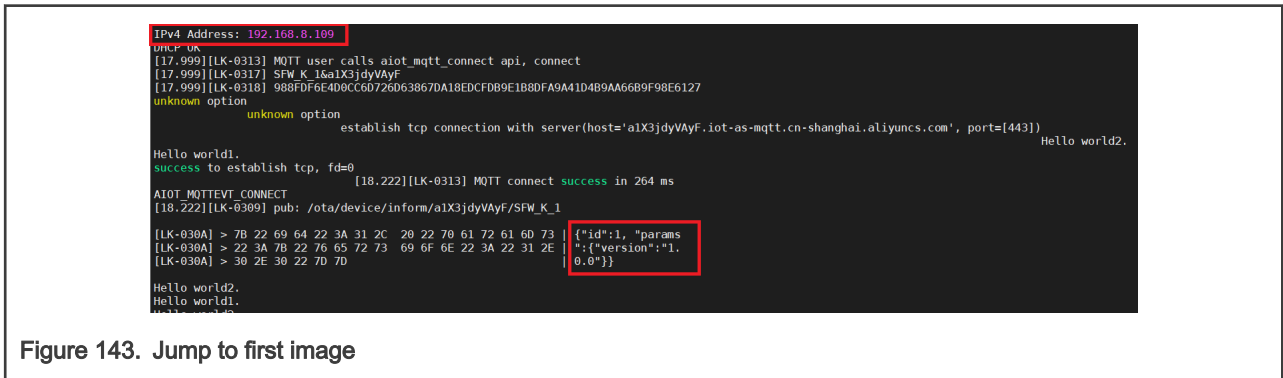 IPv4 Address: 192.168.8.109
DHCP OK
[17.999][LK-0313] MQTT user calls aiot_mqtt_connect api, connect
[17.999][LK-0317] SFW_K_1&a1X3jdyVAyF
[17.999][LK-0318] 988FDF6E4D0CC6D726D63867DA18EDCFDB9E1B8DFA9A41D4B9AA66B9F98E6127
unknown option
unknown option
establish tcp connection with server(host='a1X3jdyVAyF.iot-as-mqtt.cn-shanghai.aliyuncs.com', port=[443])
Hello world2.
Hello world1.
success to establish tcp, fd=0
[18.222][LK-0313] MQTT connect success in 264 ms
AIOT_MQTTEVT_CONNECT
[18.222][LK-0309] pub: /ota/device/inform/a1X3jdyVAyF/SFW_K_1
[LK-030A] > 7B 22 69 64 22 3A 31 2C  20 22 70 61 72 61 6D 73 | {"id":1, "params
[LK-030A] > 22 3A 7B 22 76 65 72 73  69 6F 6E 22 3A 22 31 2E | ":{"version":"1.
[LK-030A] > 30 2E 30 22 7D 7D | 0.0"}}
Hello world2.
Hello world1.
Figure 143. Jump to first image